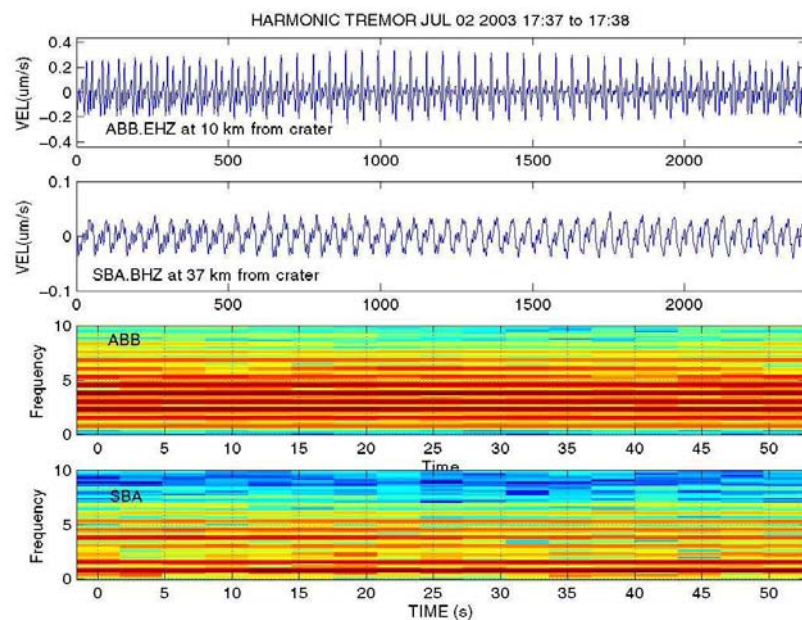 HARMONIC TREMOR JUL 02 2003 17:37 to 17:38
0.4
0.2
0
−0.2
−0.4
VEL(um/s)
ABB.EHZ at 10 km from crater
0 500 1000 1500 2000
0.1
0
−0.1
VEL(um/s)
SBA.BHZ at 37 km from crater
0 500 1000 1500 2000
10
5
0
Frequency
ABB
0 5 10 15 20 25 30 35 40 45 50
Time
10
5
0
Frequency
SBA
0 5 10 15 20 25 30 35 40 45 50
TIME (s)